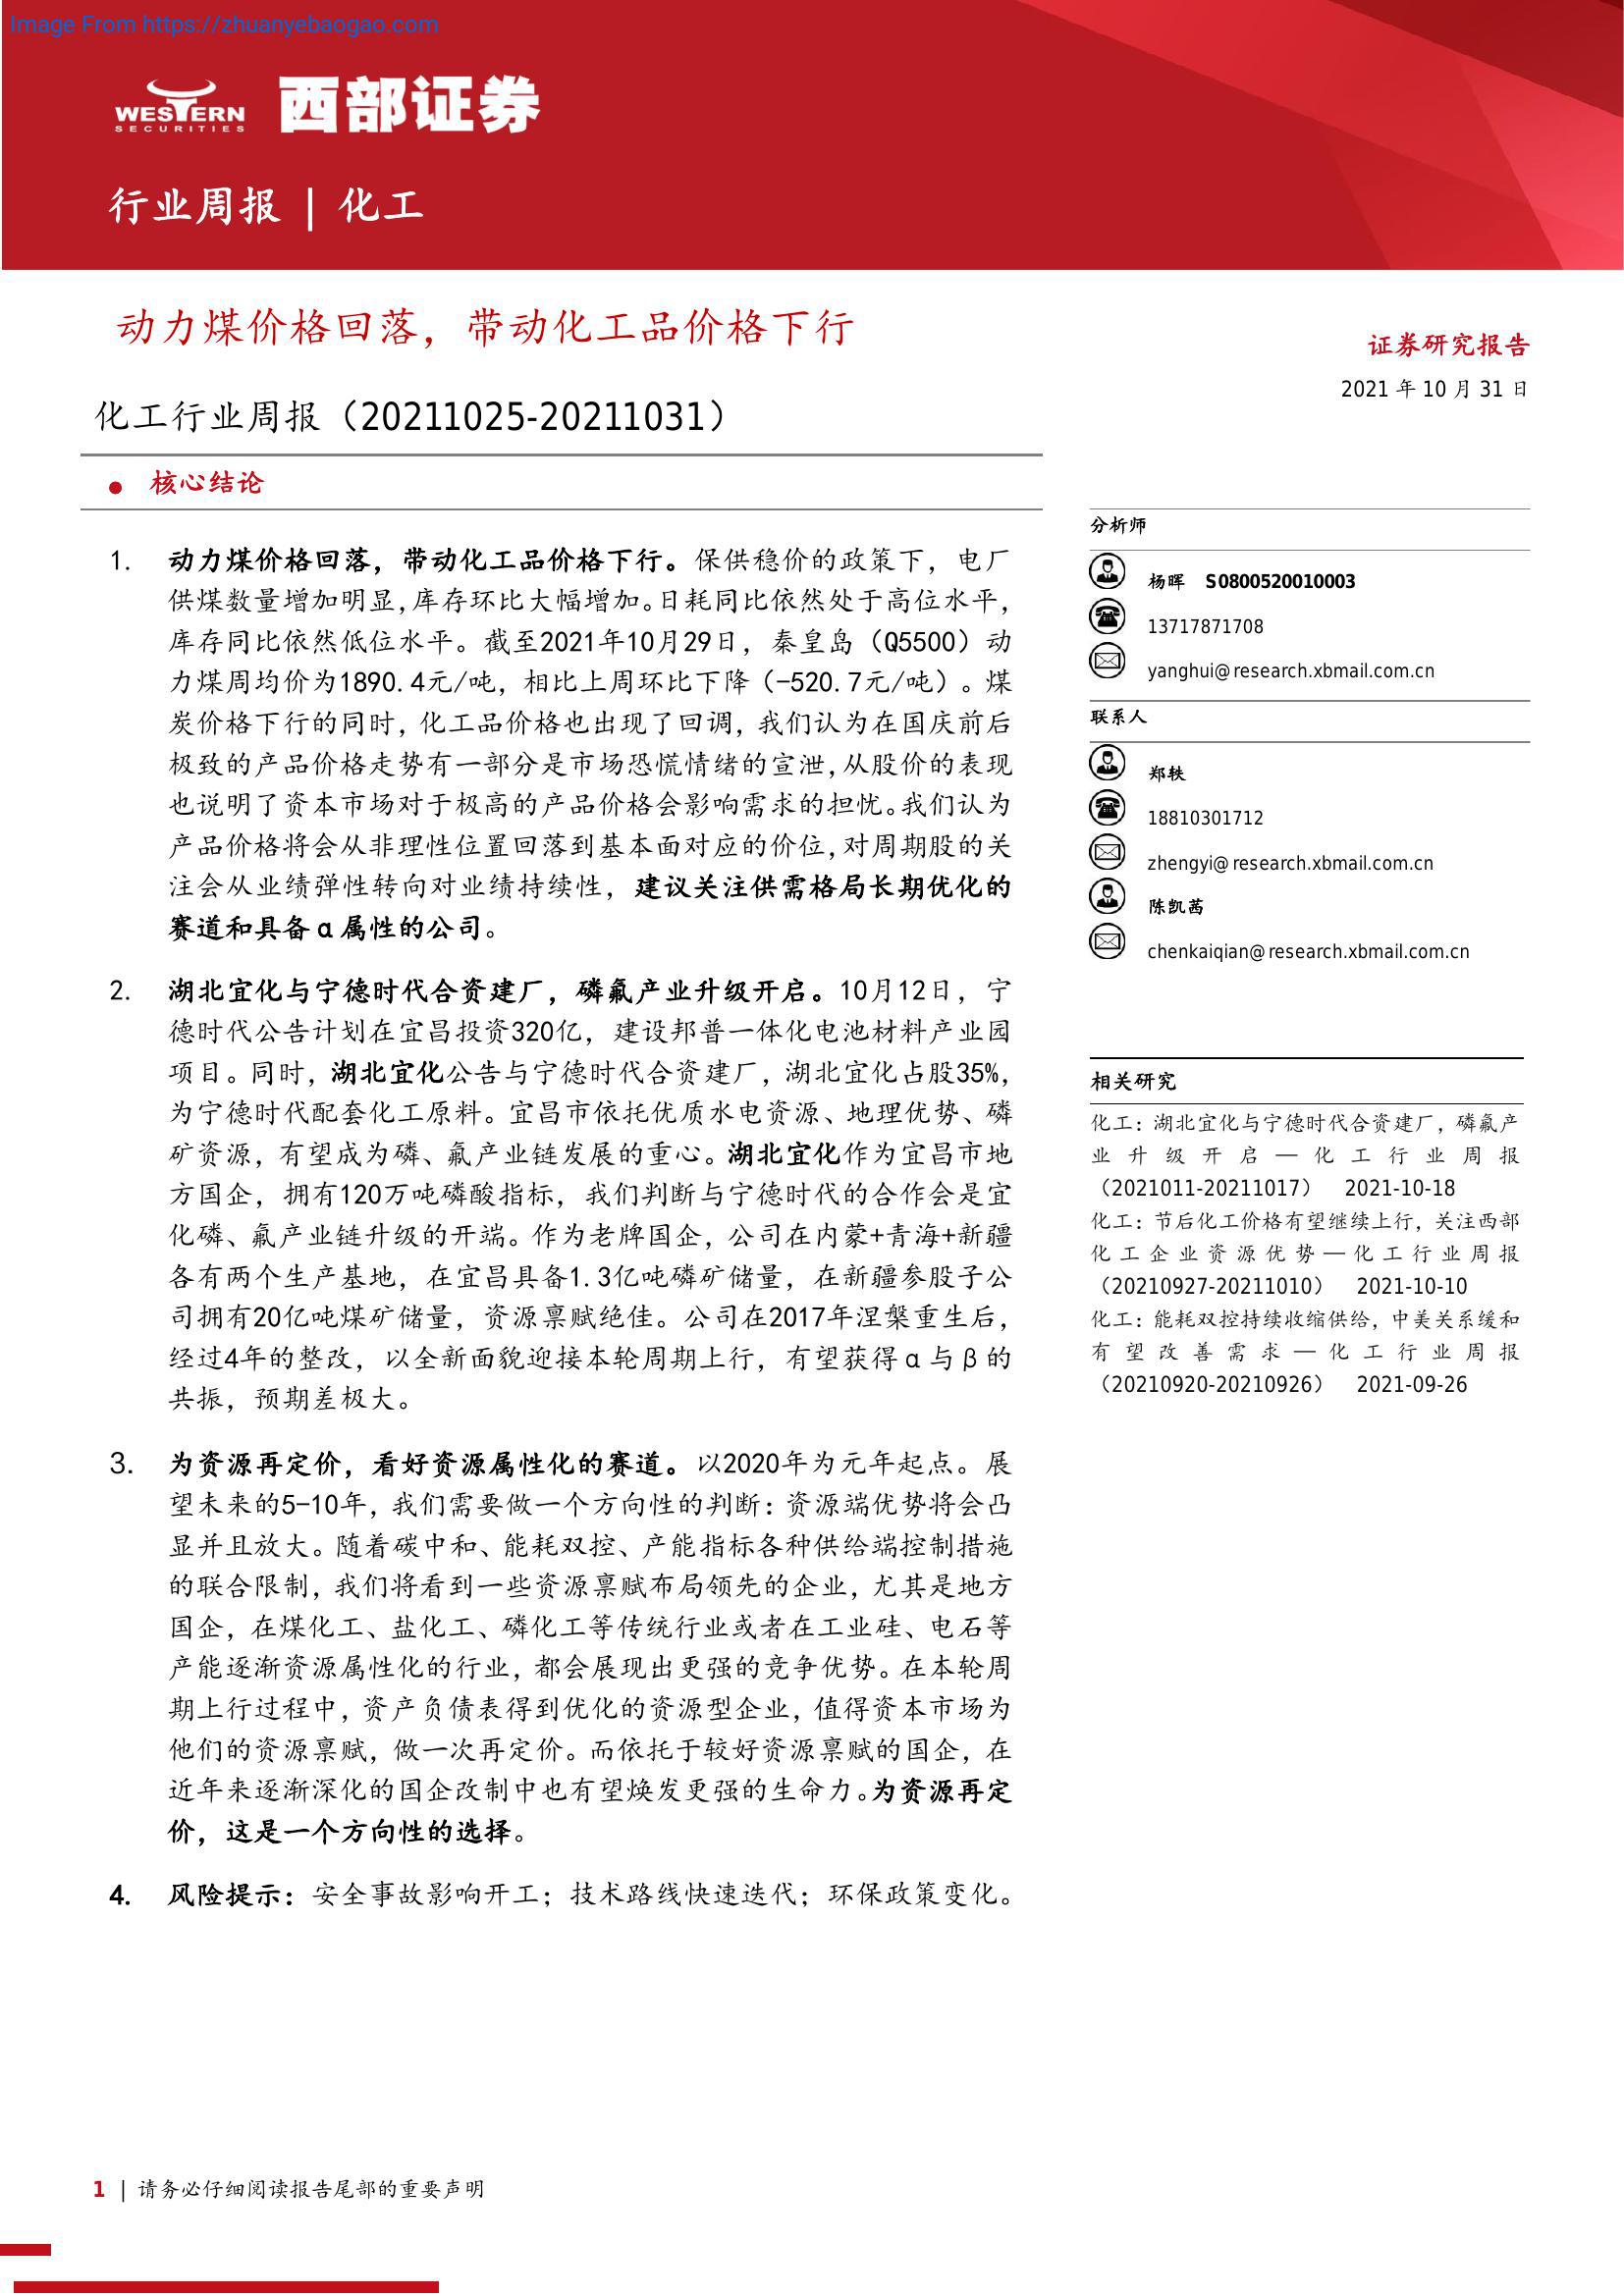 Image From https://zhuanyebaogao.com
WESTERN
SECURITIES
西部证券
行业周报 | 化工
动力煤价格回落，带动化工品价格下行
化工行业周报（20211025-20211031）
● 核心结论
1. 动力煤价格回落，带动化工品价格下行。保供稳价的政策下，电厂
供煤数量增加明显，库存环比大幅增加。日耗同比依然处于高位水平，
库存同比依然低位水平。截至2021年10月29日，秦皇岛（Q5500）动
力煤周均价为1890.4元/吨，相比上周环比下降（-520.7元/吨）。煤
炭价格下行的同时，化工品价格也出现了回调，我们认为在国庆前后
极致的产品价格走势有一部分是市场恐慌情绪的宣泄，从股价的表现
也说明了资本市场对于极高的产品价格会影响需求的担忧。我们认为
产品价格将会从非理性位置回落到基本面对应的价位，对周期股的关
注会从业绩弹性转向对业绩持续性，建议关注供需格局长期优化的
赛道和具备α属性的公司。
2. 湖北宜化与宁德时代合资建厂，磷氟产业升级开启。10月12日，宁
德时代公告计划在宜昌投资320亿，建设邦普一体化电池材料产业园
项目。同时，湖北宜化公告与宁德时代合资建厂，湖北宜化占股35%，
为宁德时代配套化工原料。宜昌市依托优质水电资源、地理优势、磷
矿资源，有望成为磷、氟产业链发展的重心。湖北宜化作为宜昌市地
方国企，拥有120万吨磷酸指标，我们判断与宁德时代的合作会是宜
化磷、氟产业链升级的开端。作为老牌国企，公司在内蒙+青海+新疆
各有两个生产基地，在宜昌具备1.3亿吨磷矿储量，在新疆参股子公
司拥有20亿吨煤矿储量，资源禀赋绝佳。公司在2017年涅槃重生后，
经过4年的整改，以全新面貌迎接本轮周期上行，有望获得α与β的
共振，预期差极大。
3. 为资源再定价，看好资源属性化的赛道。以2020年为元年起点。展
望未来的5-10年，我们需要做一个方向性的判断：资源端优势将会凸
显并且放大。随着碳中和、能耗双控、产能指标各种供给端控制措施
的联合限制，我们将看到一些资源禀赋布局领先的企业，尤其是地方
国企，在煤化工、盐化工、磷化工等传统行业或者在工业硅、电石等
产能逐渐资源属性化的行业，都会展现出更强的竞争优势。在本轮周
期上行过程中，资产负债表得到优化的资源型企业，值得资本市场为
他们的资源禀赋，做一次再定价。而依托于较好资源禀赋的国企，在
近年来逐渐深化的国企改制中也有望焕发更强的生命力。为资源再定
价，这是一个方向性的选择。
4. 风险提示：安全事故影响开工；技术路线快速迭代；环保政策变化。
证券研究报告
2021 年 10 月 31 日
分析师
杨晖 S0800520010003
13717871708
yanghui@research.xbmail.com.cn
联系人
郑轶
18810301712
zhengyi@research.xbmail.com.cn
陈凯茜
chenkaiqian@research.xbmail.com.cn
相关研究
化工：湖北宜化与宁德时代合资建厂，磷氟产
业升级开启—化工行业周报
（2021011-20211017） 2021-10-18
化工：节后化工价格有望继续上行，关注西部
化工企业资源优势—化工行业周报
（20210927-20211010） 2021-10-10
化工：能耗双控持续收缩供给，中美关系缓和
有望改善需求—化工行业周报
（20210920-20210926） 2021-09-26
1 | 请务必仔细阅读报告尾部的重要声明